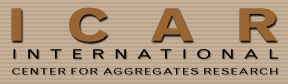 ICAR
INTERNATIONAL
CENTER FOR AGGREGATES RESEARCH